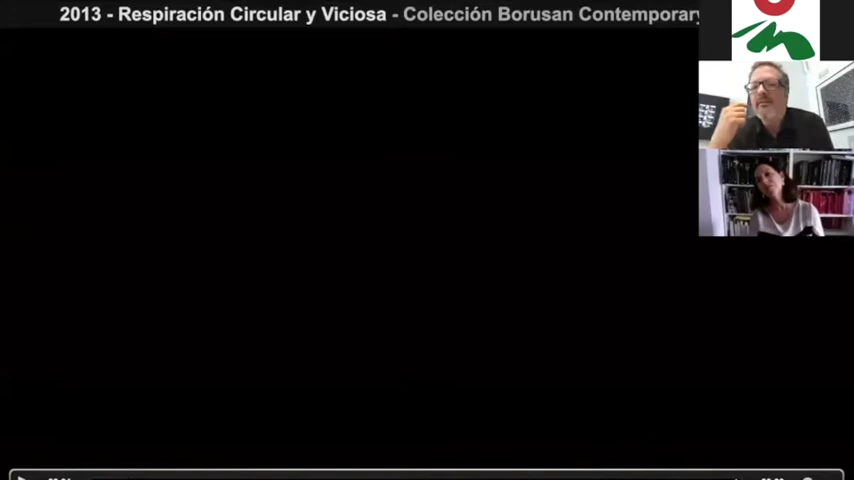 2013 - Respiración Circular y Viciosa - Colección Borusan Contemporary